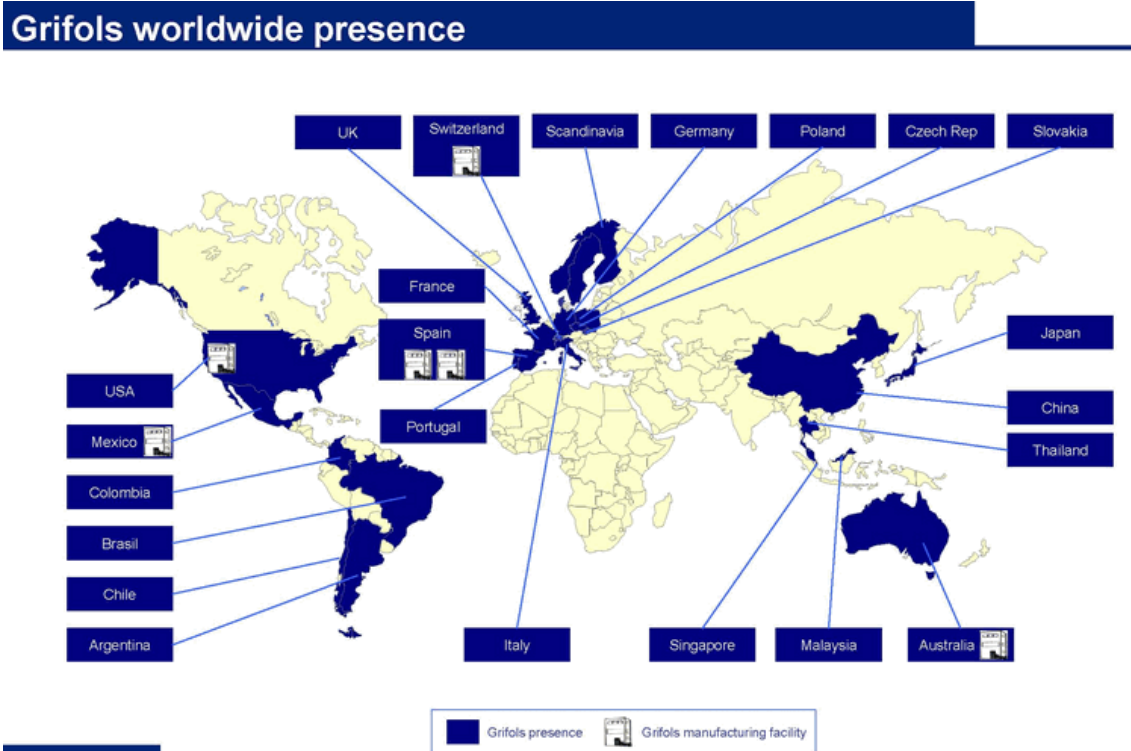 Grifols worldwide presence
UK
Switzerland
Scandinavia
Germany
Poland
Czech Rep
Slovakia
France
Spain
Portugal
USA
Mexico
Colombia
Brasil
Chile
Argentina
Japan
China
Thailand
Italy
Singapore
Malaysia
Australia
Grifols presence
Grifols manufacturing facility